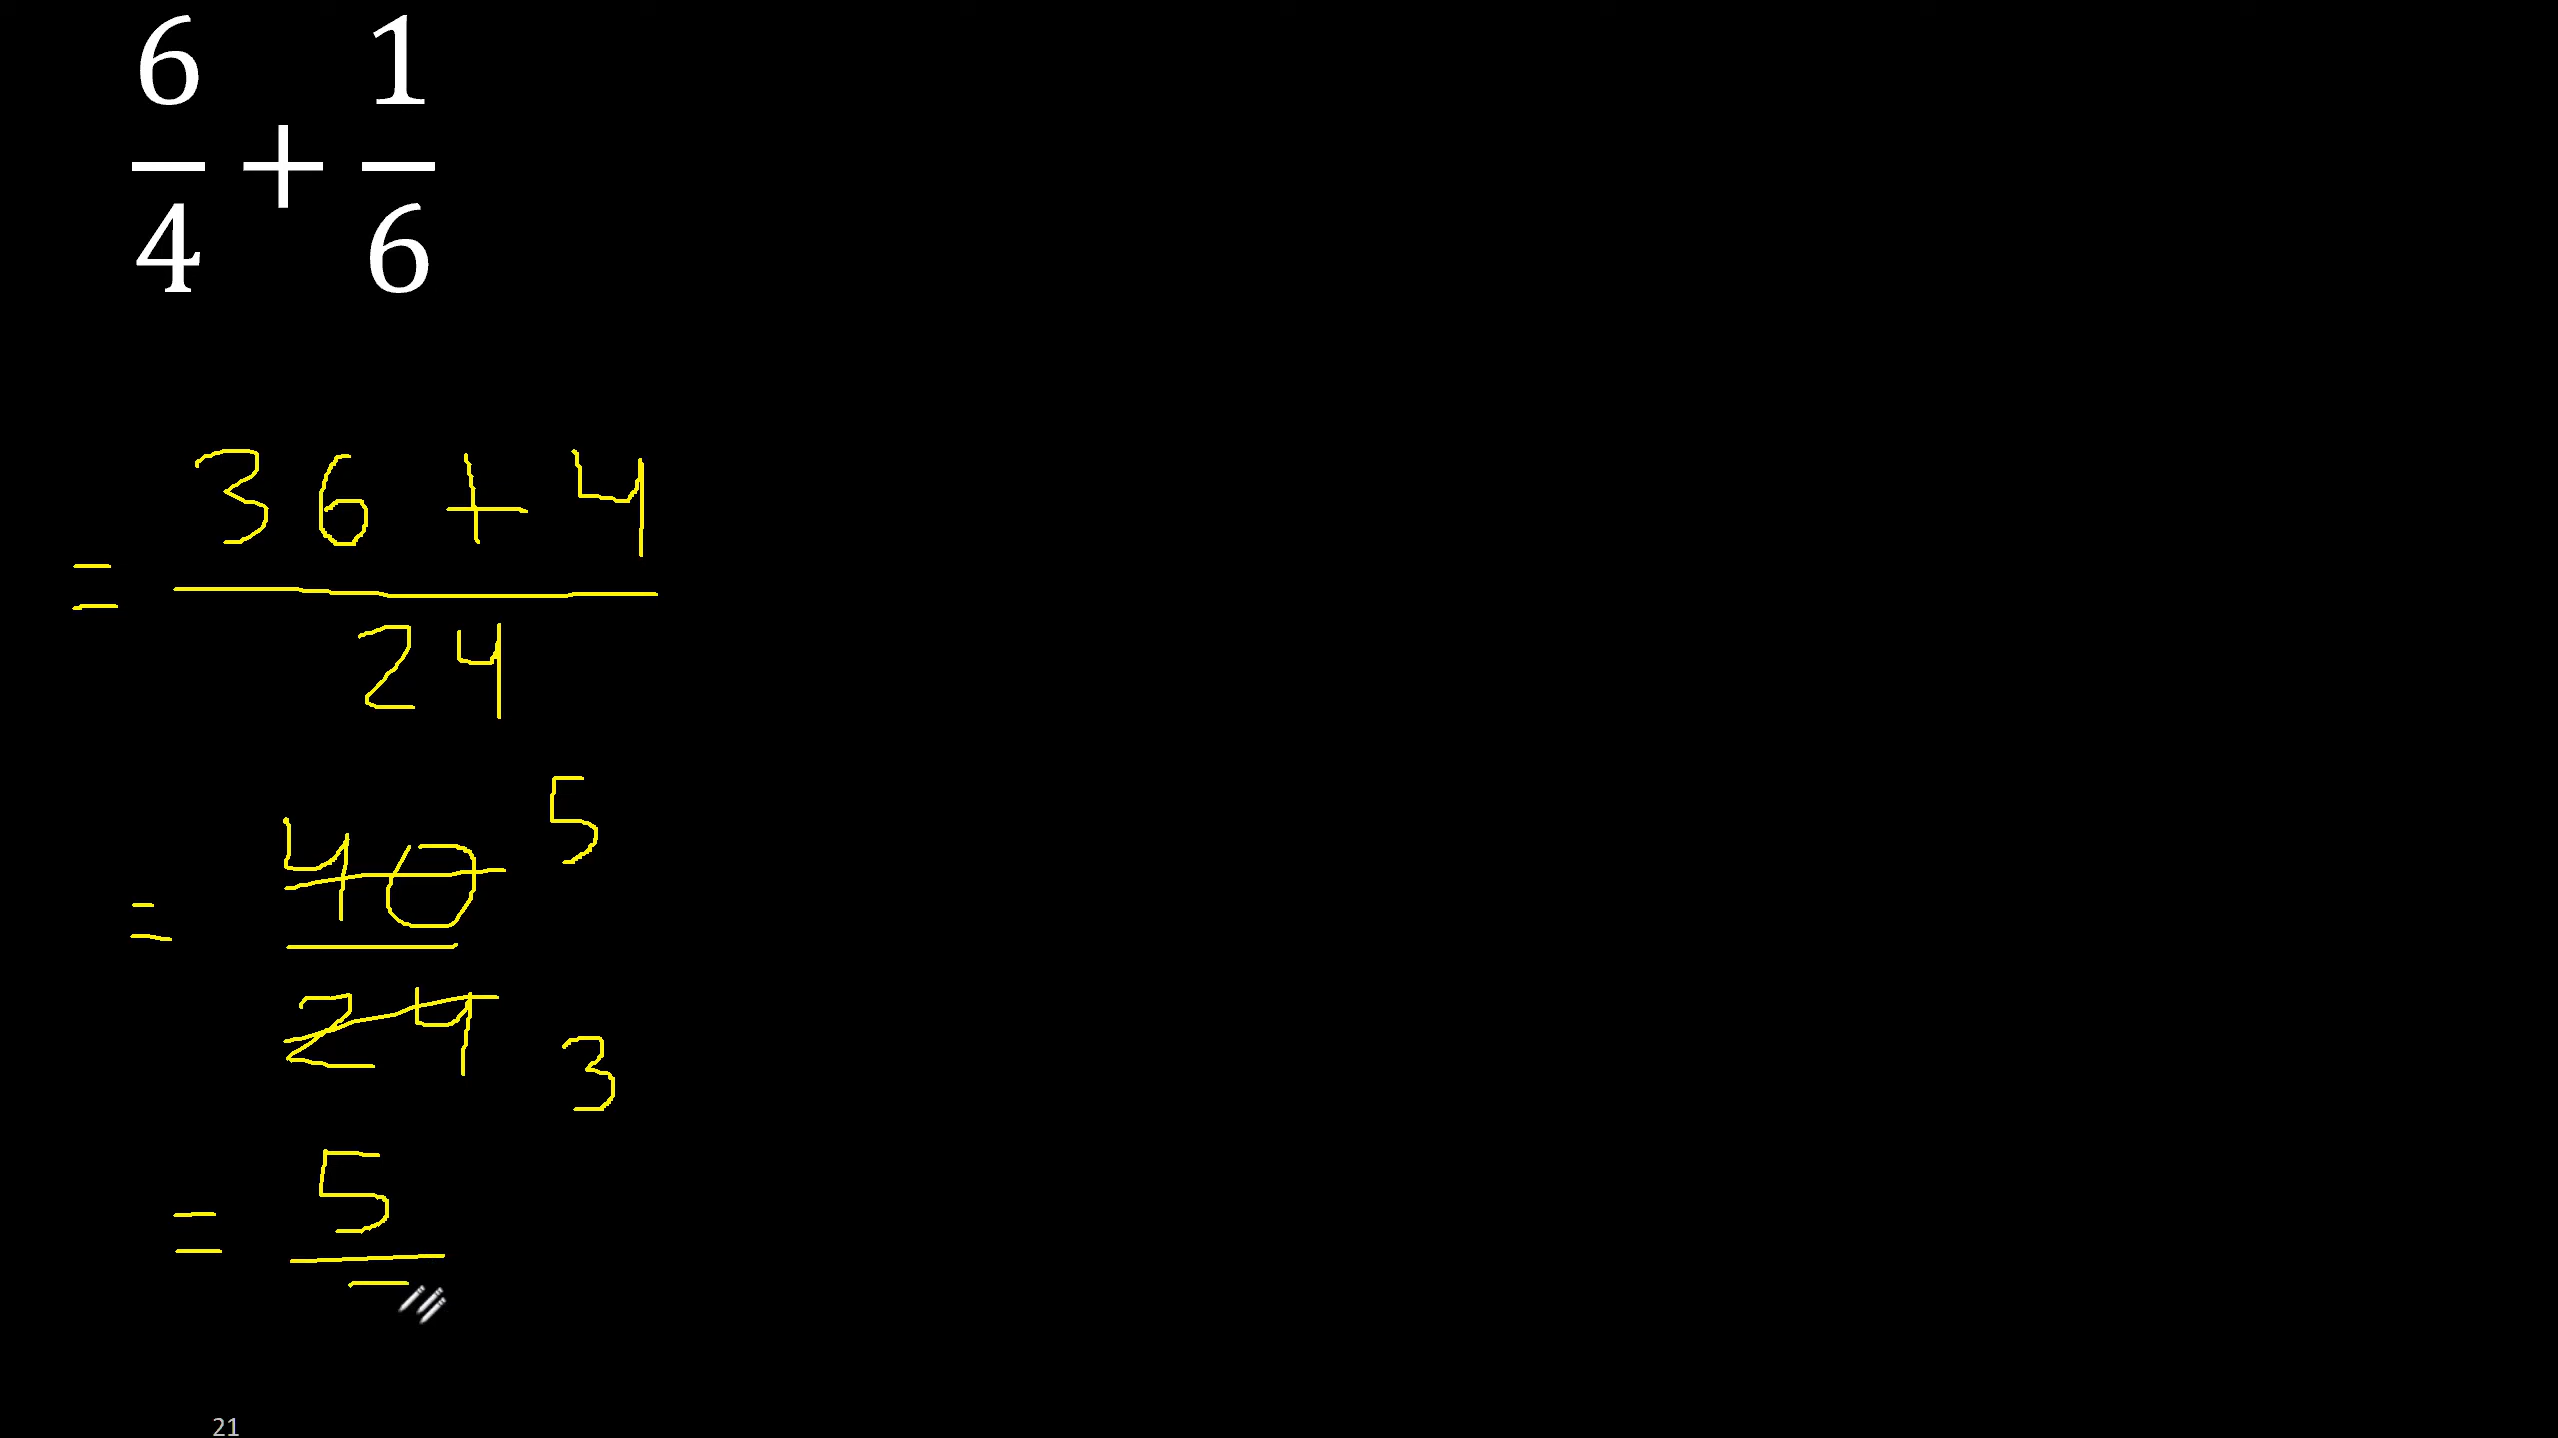 6/4 + 1/6
= 36 + 4 / 24
= 40/24 5 3
= 5/
21